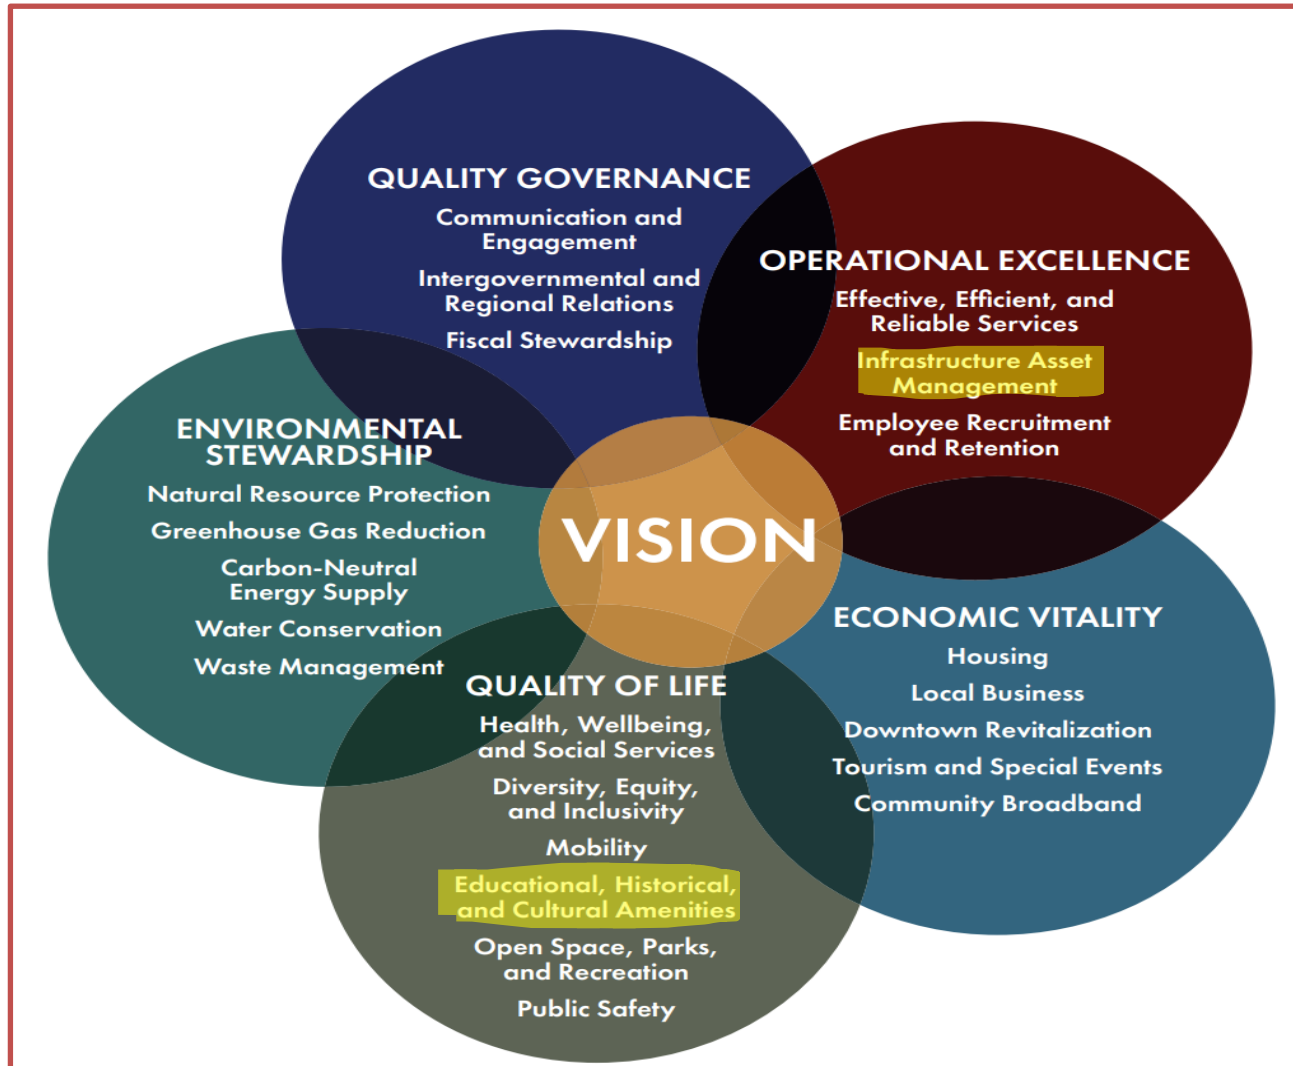 QUALITY GOVERNANCE
Communication and
Engagement
Intergovernmental and
Regional Relations
Fiscal Stewardship
OPERATIONAL EXCELLENCE
Effective, Efficient, and
Reliable Services
Infrastructure Asset
Management
Employee Recruitment
and Retention
ENVIRONMENTAL
STEWARDSHIP
Natural Resource Protection
Greenhouse Gas Reduction
Carbon-Neutral
Energy Supply
Water Conservation
Waste Management
VISION
ECONOMIC VITALITY
Housing
Local Business
Downtown Revitalization
Tourism and Special Events
Community Broadband
QUALITY OF LIFE
Health, Wellbeing,
and Social Services
Diversity, Equity,
and Inclusivity
Mobility
Educational, Historical,
and Cultural Amenities
Open Space, Parks,
and Recreation
Public Safety